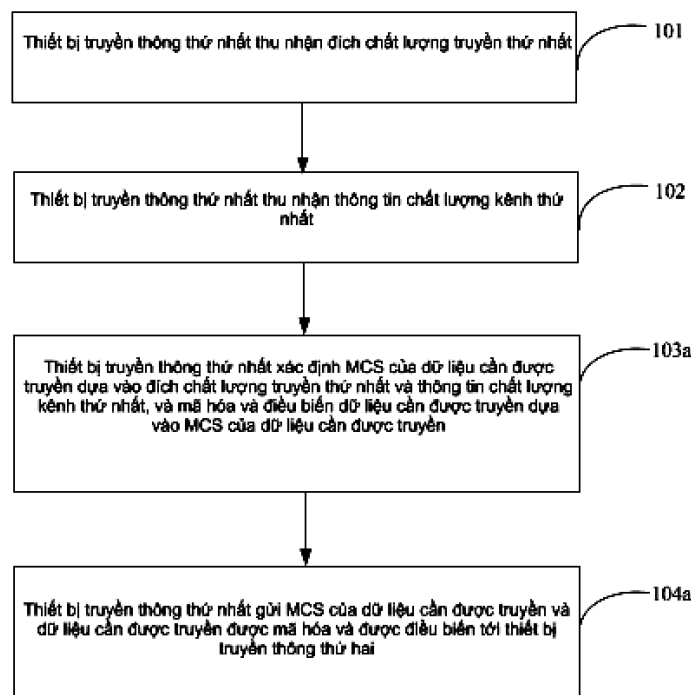 Thiết bị truyền thông thứ nhất thu nhận đích chất lượng truyền thứ nhất
101
Thiết bị truyền thông thứ nhất thu nhận thông tin chất lượng kênh thứ
nhất
102
Thiết bị truyền thông thứ nhất xác định MCS của dữ liệu cần được
truyền dựa vào đích chất lượng truyền thứ nhất và thông tin chất lượng
kênh thứ nhất, và mã hóa và điều biến dữ liệu cần được truyền dựa
vào MCS của dữ liệu cần được truyền
103a
Thiết bị truyền thông thứ nhất gửi MCS của dữ liệu cần được truyền và
dữ liệu cần được truyền được mã hóa và được điều biến tới thiết bị
truyền thông thứ hai
104a